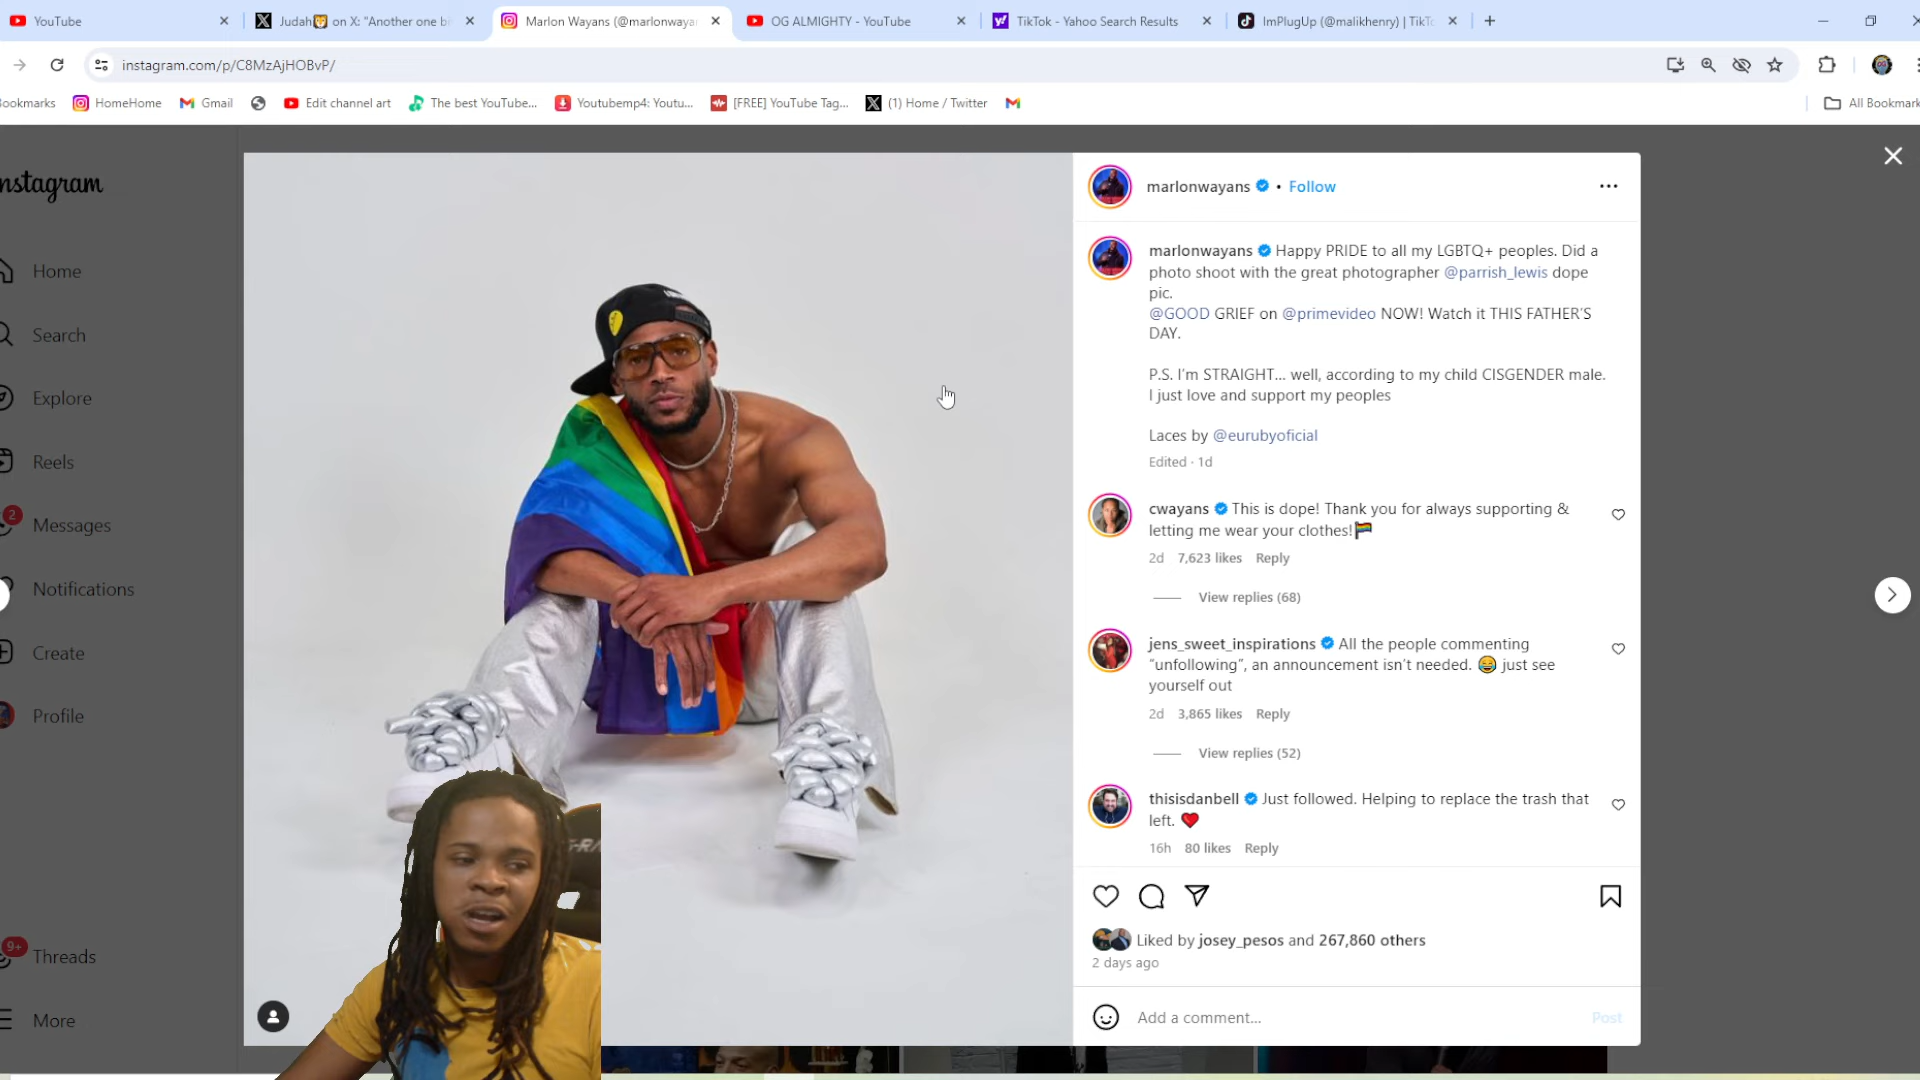 YouTube
Judah🦁 on X: "Another one bi
Marlon Wayans (@marlonwayan
OG ALMIGHTY - YouTube
TikTok - Yahoo Search Results
ImPlugUp (@malikhenry) | TikTo
instagram.com/p/C8MzAjHOBvP/
ookmarks
HomeHome
Gmail
Edit channel art
The best YouTube...
Youtubemp4: Youtu...
[FREE] YouTube Tag...
(1) Home / Twitter
All Bookmark
nstagram
Home
Search
Explore
Reels
2
Messages
Notifications
Create
Profile
9+
Threads
More
marlonwayans • Follow
marlonwayans Happy PRIDE to all my LGBTQ+ peoples. Did a
photo shoot with the great photographer @parrish_lewis dope
pic.
@GOOD GRIEF on @primevideo NOW! Watch it THIS FATHER'S
DAY.
P.S. I'm STRAIGHT... well, according to my child CISGENDER male.
I just love and support my peoples
Laces by @eurubyoficial
Edited · 1d
cwayans This is dope! Thank you for always supporting &
letting me wear your clothes!🏳️‍🌈
2d 7,623 likes Reply
View replies (68)
jens_sweet_inspirations All the people commenting
"unfollowing", an announcement isn't needed. 😂 just see
yourself out
2d 3,865 likes Reply
View replies (52)
thisisdanbell Just followed. Helping to replace the trash that
left. ❤️
16h 80 likes Reply
Liked by josey_pesos and 267,860 others
2 days ago
Add a comment...
Post